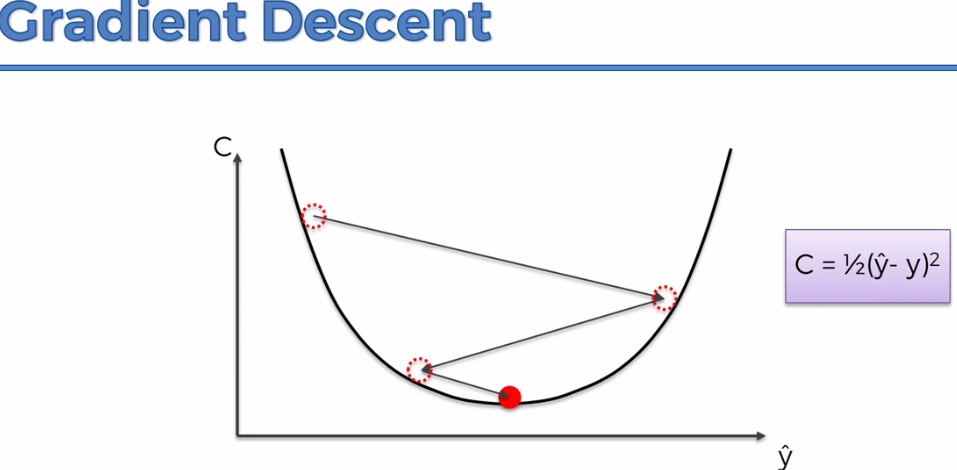 Gradient Descent
C
C = ½(ŷ- y)²
ŷ